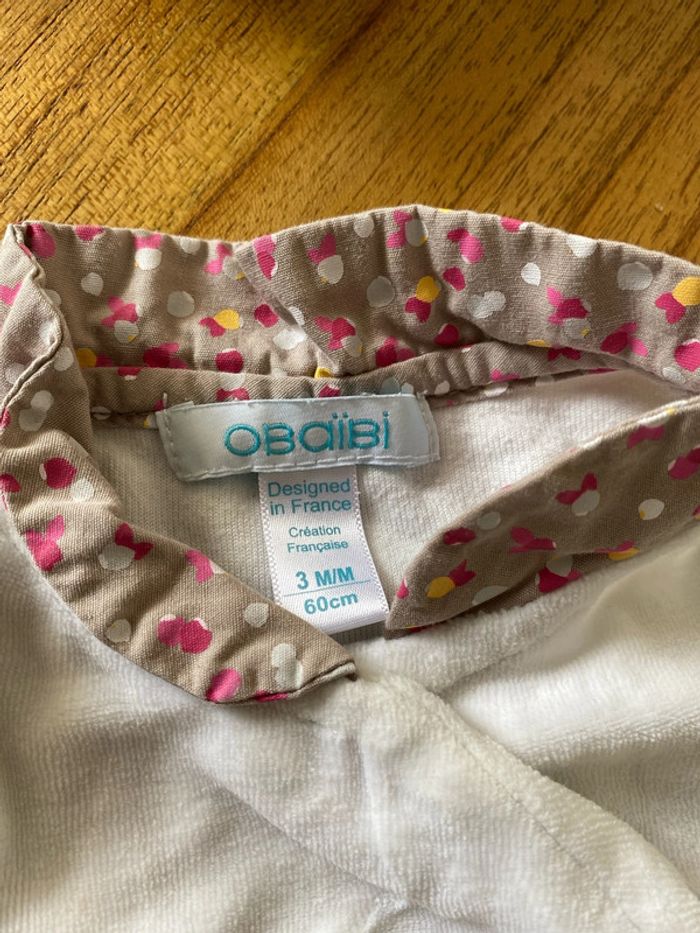 OBaïBi
Designed
in France
Création
Française
3 M/M
60cm